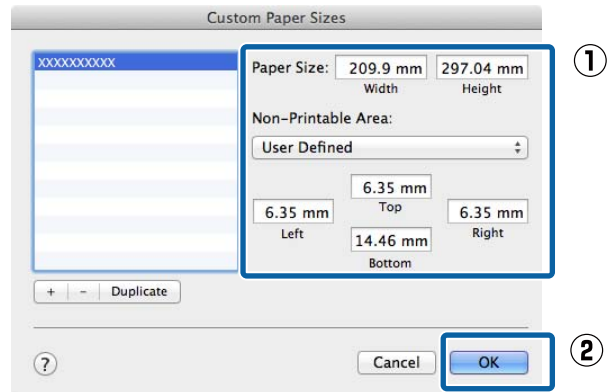 Custom Paper Sizes
XXXXXXXXXX
Paper Size: 209.9 mm 297.04 mm
Width Height
Non-Printable Area:
User Defined
6.35 mm
Top
6.35 mm 6.35 mm
Left Right
14.46 mm
Bottom
+ - Duplicate
? Cancel OK
①
②